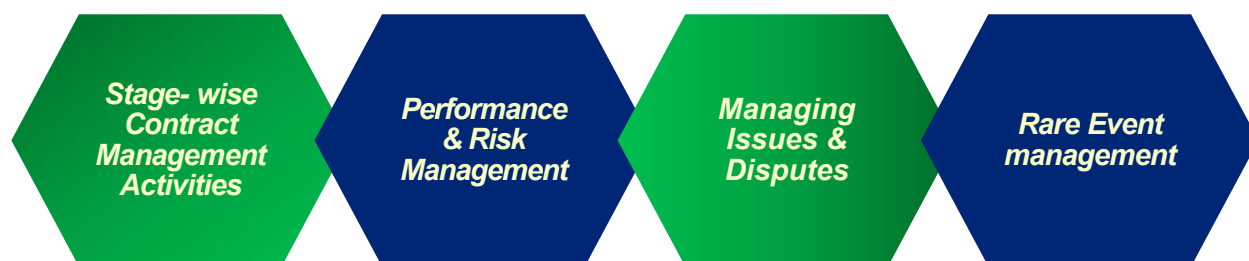 Stage- wise
Contract
Management
Activities
Performance
& Risk
Management
Managing
Issues &
Disputes
Rare Event
management